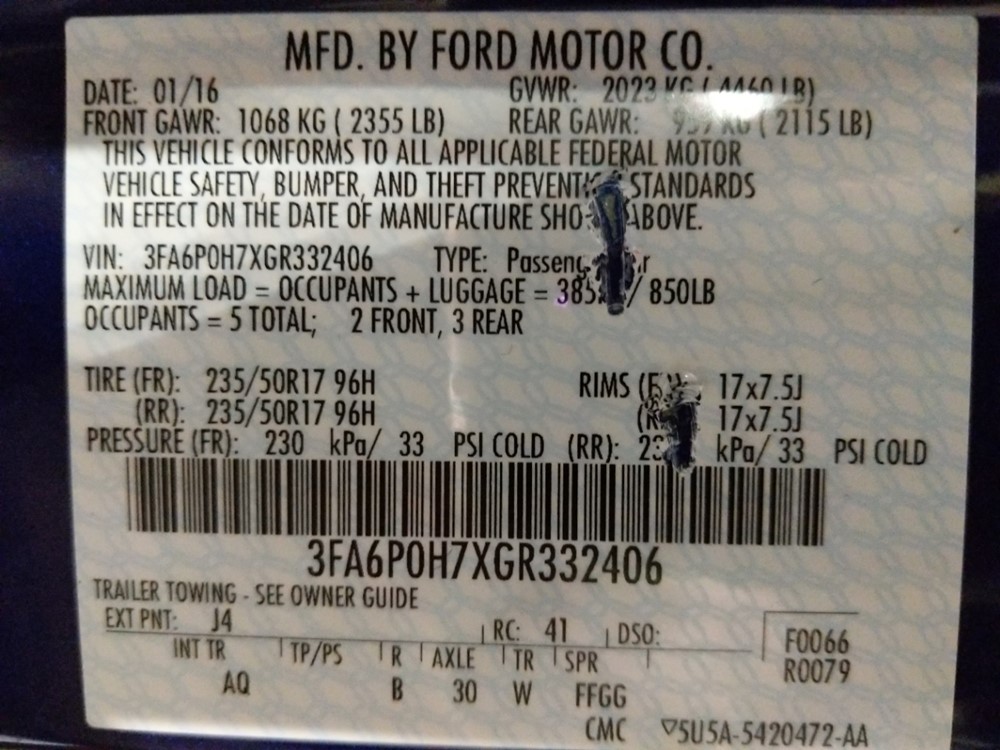 MFD. BY FORD MOTOR CO.
DATE: 01/16 GVWR: 2023 KG ( 4460 LB)
FRONT GAWR: 1068 KG ( 2355 LB) REAR GAWR: KG ( 2115 LB)
THIS VEHICLE CONFORMS TO ALL APPLICABLE FEDERAL MOTOR
VEHICLE SAFETY, BUMPER, AND THEFT STANDARDS
IN EFFECT ON THE DATE OF MANUFACTURE ABOVE.
VIN: 3FA6P0H7XGR332406 TYPE:
MAXIMUM LOAD = OCCUPANTS + LUGGAGE = / 850LB
OCCUPANTS = 5 TOTAL; 2 FRONT, 3 REAR
TIRE (FR): 235/50R17 96H RIMS 17x7.5J
(RR): 235/50R17 96H 17x7.5J
PRESSURE (FR): 230 kPa/ 33 PSI COLD (RR): kPa/ 33 PSI COLD
3FA6P0H7XGR332406
TRAILER TOWING - SEE OWNER GUIDE
EXT PNT: J4 RC: 41 DSO: F0066
INT TR TP/PS R AXLE TR SPR R0079
AQ B 30 W FFGG
CMC ▽5U5A-5420472-AA